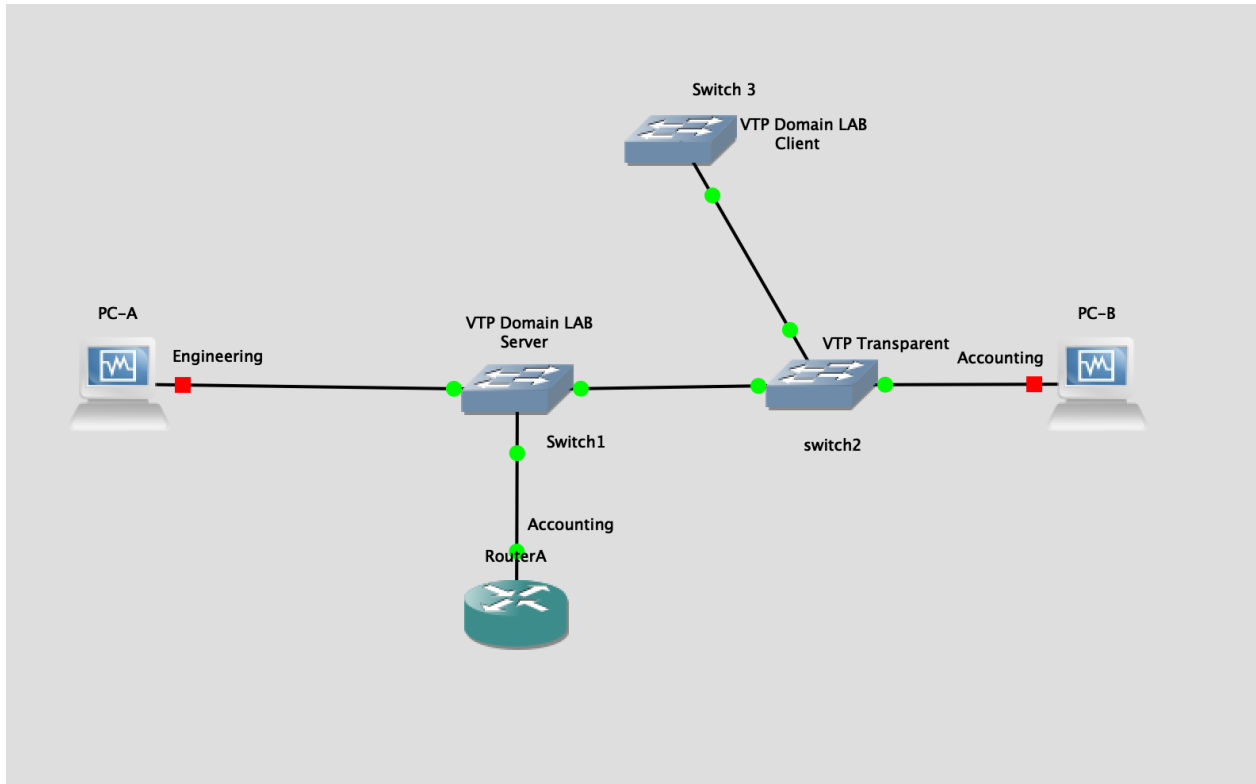 Switch 3
VTP Domain LAB
Client
PC-A
Engineering
VTP Domain LAB
Server
Switch1
VTP Transparent
switch2
Accounting
PC-B
Accounting
RouterA